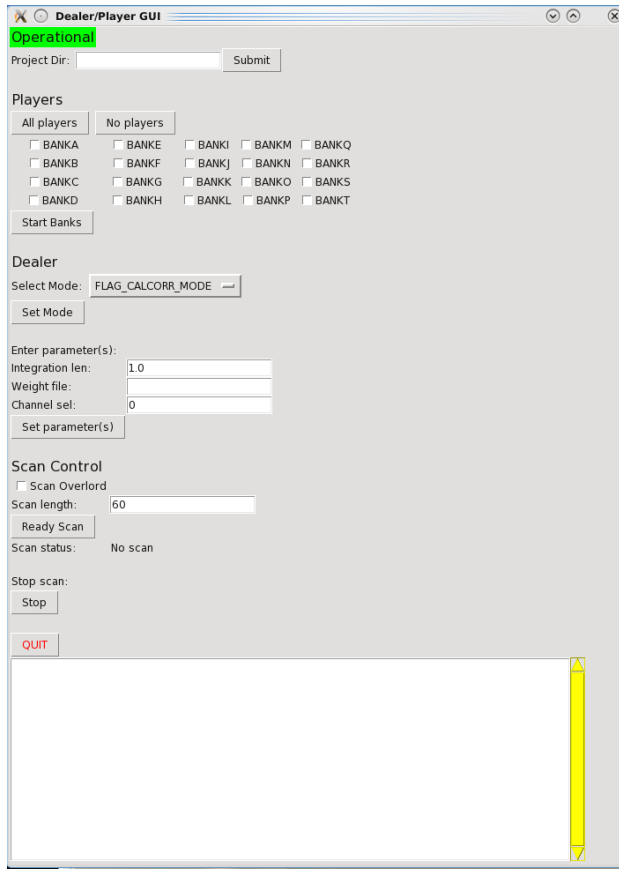 Dealer/Player GUI
Operational
Project Dir: Submit
Players
All players No players
BANKA BANKE BANKI BANKM BANKQ
BANKB BANKF BANKJ BANKN BANKR
BANKC BANKG BANKK BANKO BANKS
BANKD BANKH BANKL BANKP BANKT
Start Banks
Dealer
Select Mode: FLAG_CALCORR_MODE
Set Mode
Enter parameter(s):
Integration len: 1.0
Weight file:
Channel sel: 0
Set parameter(s)
Scan Control
Scan Overlord
Scan length: 60
Ready Scan
Scan status: No scan
Stop scan:
Stop
QUIT